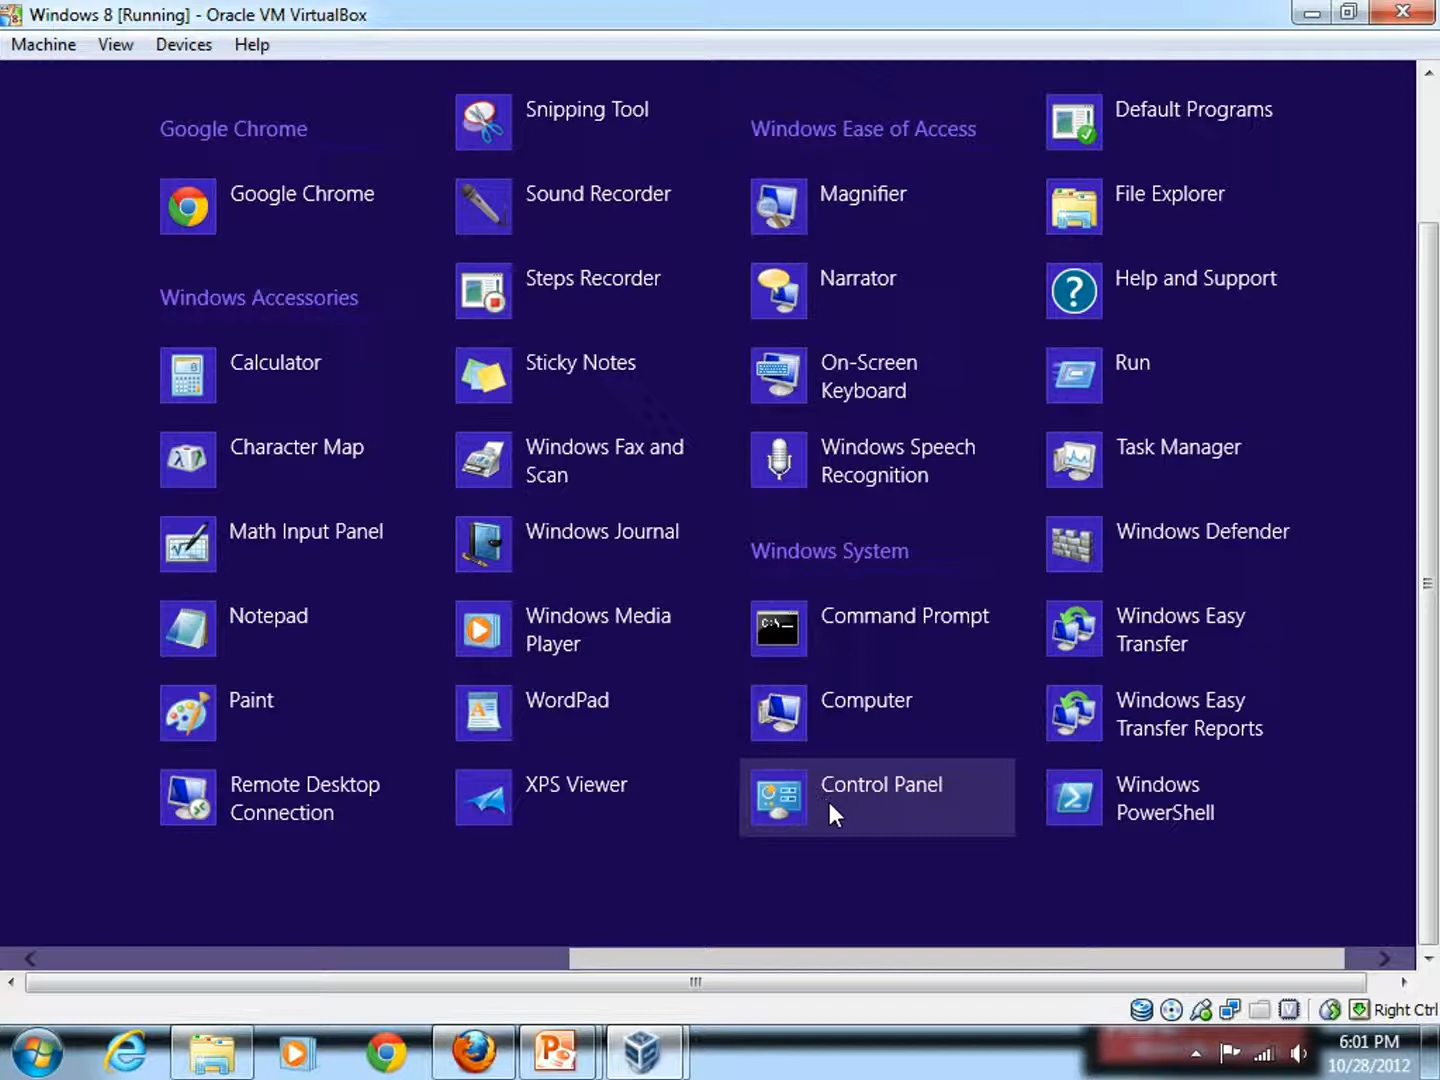 Windows 8 [Running] - Oracle VM VirtualBox
Machine View Devices Help
Google Chrome
Google Chrome
Windows Accessories
Calculator
Character Map
Math Input Panel
Notepad
Paint
Remote Desktop
Connection
Snipping Tool
Sound Recorder
Steps Recorder
Sticky Notes
Windows Fax and
Scan
Windows Journal
Windows Media
Player
WordPad
XPS Viewer
Windows Ease of Access
Magnifier
Narrator
On-Screen
Keyboard
Windows Speech
Recognition
Windows System
Command Prompt
Computer
Control Panel
Default Programs
File Explorer
Help and Support
Run
Task Manager
Windows Defender
Windows Easy
Transfer
Windows Easy
Transfer Reports
Windows
PowerShell
Right Ctrl
6:01 PM
10/28/2012